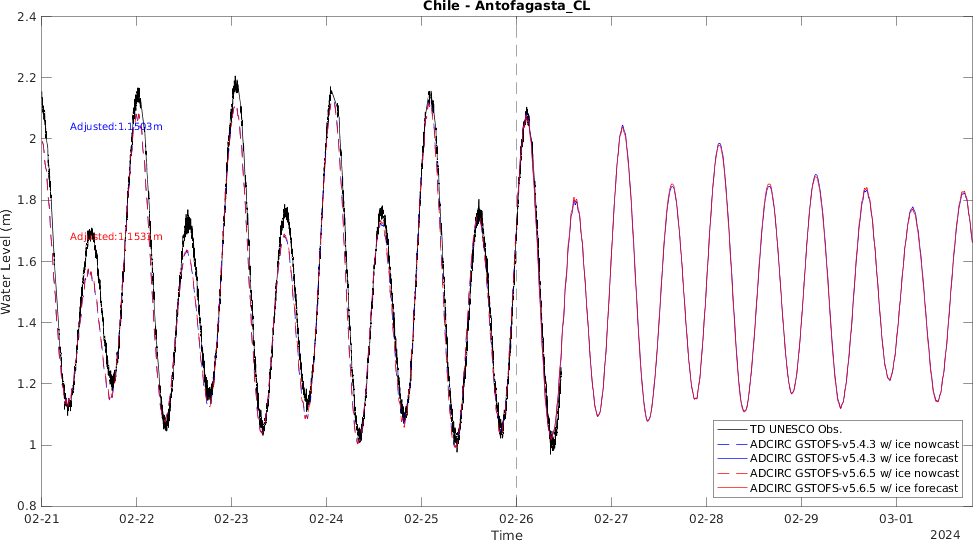 Chile - Antofagasta_CL
2.4
2.2
2
1.8
1.6
1.4
1.2
1
0.8
Water Level (m)
Adjusted:1.1503m
Adjusted:1.1537m
TD UNESCO Obs.
ADCIRC GSTOFS-v5.4.3 w/ ice nowcast
ADCIRC GSTOFS-v5.4.3 w/ ice forecast
ADCIRC GSTOFS-v5.6.5 w/ ice nowcast
ADCIRC GSTOFS-v5.6.5 w/ ice forecast
02-21 02-22 02-23 02-24 02-25 02-26 02-27 02-28 02-29 03-01
Time
2024